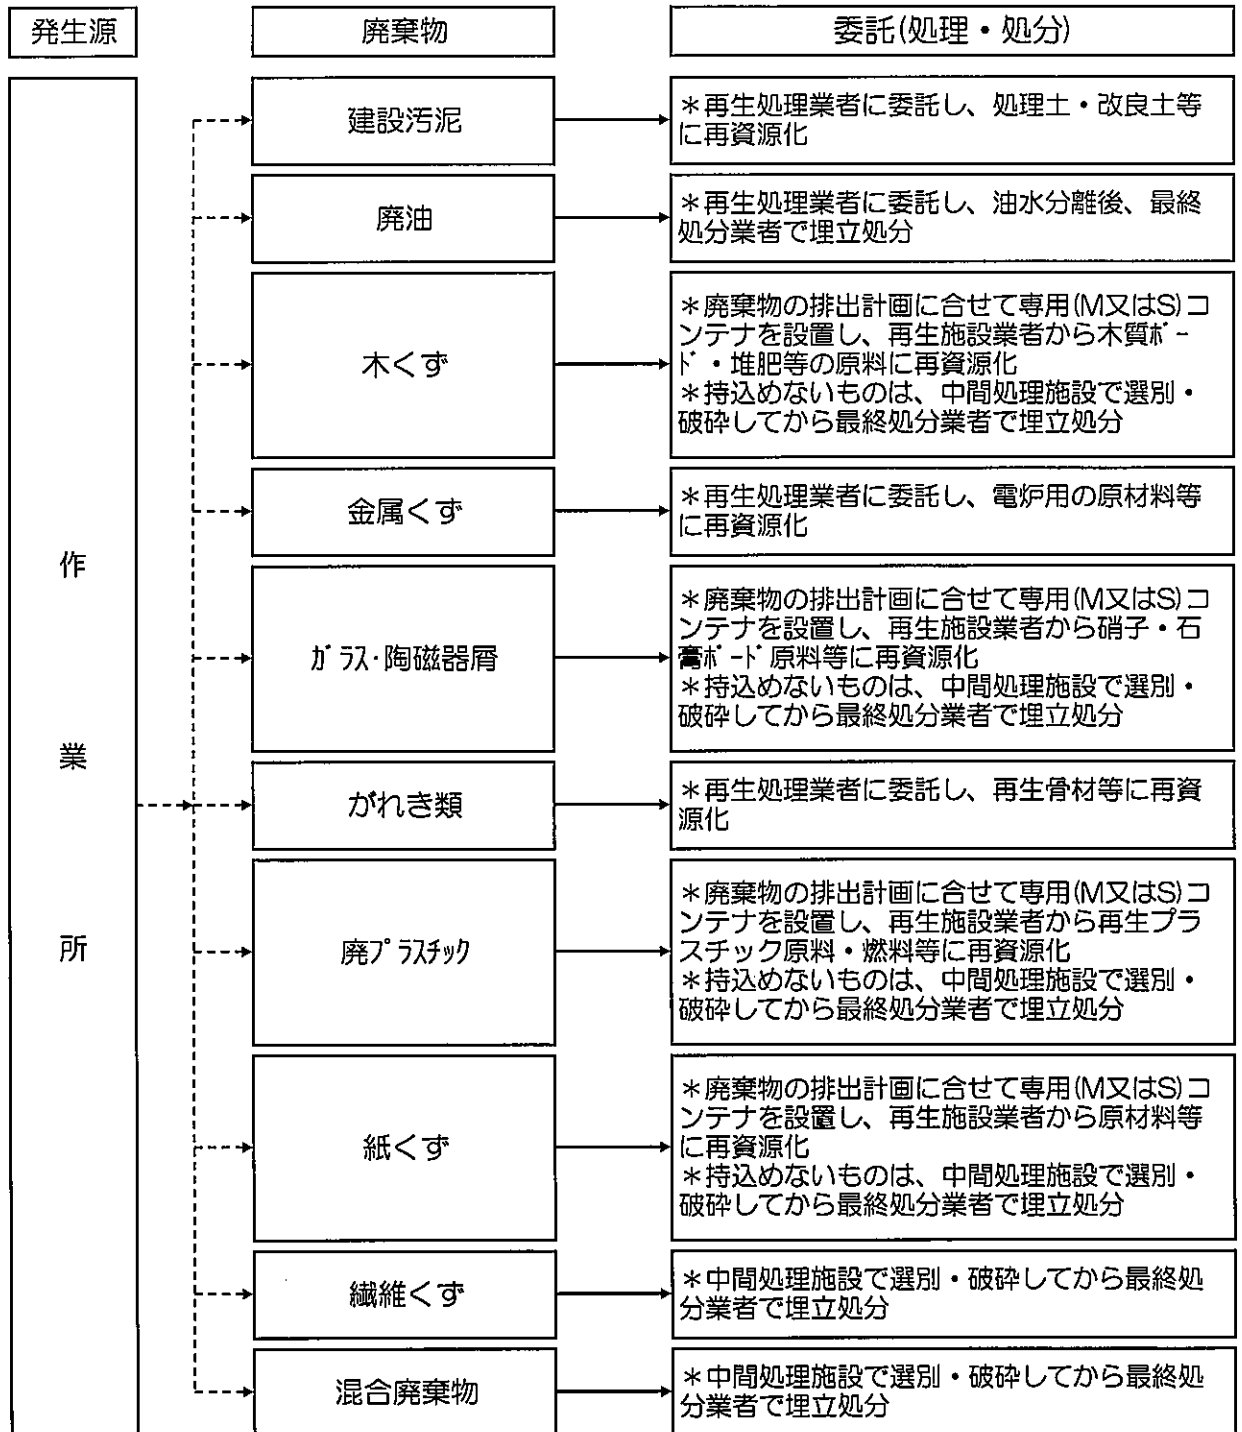 発生源
廃棄物
委託(処理・処分)
作
業
所
建設汚泥
*再生処理業者に委託し、処理土・改良土等
に再資源化
廃油
*再生処理業者に委託し、油水分離後、最終
処分業者で埋立処分
木くず
*廃棄物の排出計画に合せて専用(M又はS)コ
ンテナを設置し、再生施設業者から木質ボー
ド・堆肥等の原料に再資源化
*持込めないものは、中間処理施設で選別・
破砕してから最終処分業者で埋立処分
金属くず
*再生処理業者に委託し、電炉用の原材料等
に再資源化
ガラス・陶磁器屑
*廃棄物の排出計画に合せて専用(M又はS)コ
ンテナを設置し、再生施設業者から硝子・石
膏ボード原料等に再資源化
*持込めないものは、中間処理施設で選別・
破砕してから最終処分業者で埋立処分
がれき類
*再生処理業者に委託し、再生骨材等に再資
源化
廃プラスチック
*廃棄物の排出計画に合せて専用(M又はS)コ
ンテナを設置し、再生施設業者から再生プラ
スチック原料・燃料等に再資源化
*持込めないものは、中間処理施設で選別・
破砕してから最終処分業者で埋立処分
紙くず
*廃棄物の排出計画に合せて専用(M又はS)コ
ンテナを設置し、再生施設業者から原材料等
に再資源化
*持込めないものは、中間処理施設で選別・
破砕してから最終処分業者で埋立処分
繊維くず
*中間処理施設で選別・破砕してから最終処
分業者で埋立処分
混合廃棄物
*中間処理施設で選別・破砕してから最終処
分業者で埋立処分